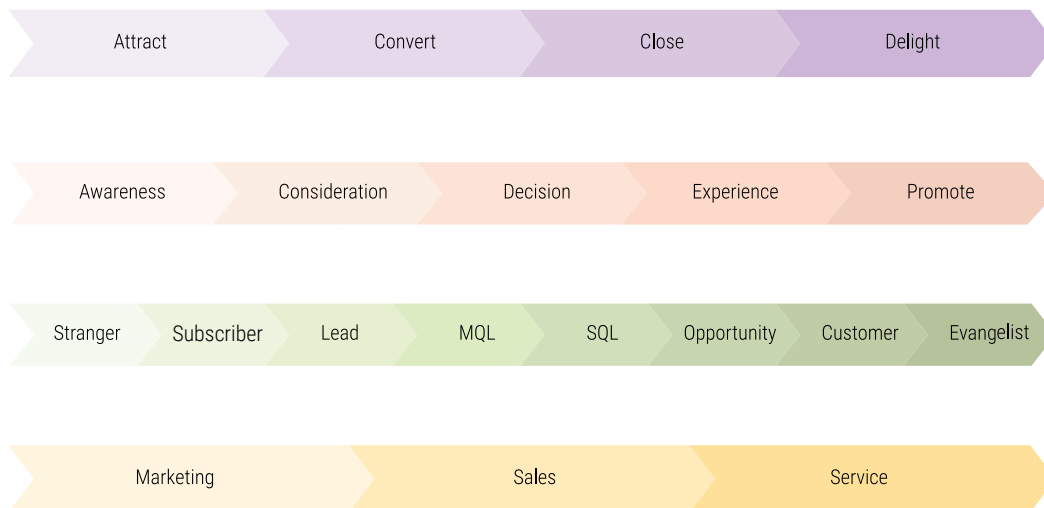 Attract Convert Close Delight
Awareness Consideration Decision Experience Promote
Stranger Subscriber Lead MQL SQL Opportunity Customer Evangelist
Marketing Sales Service